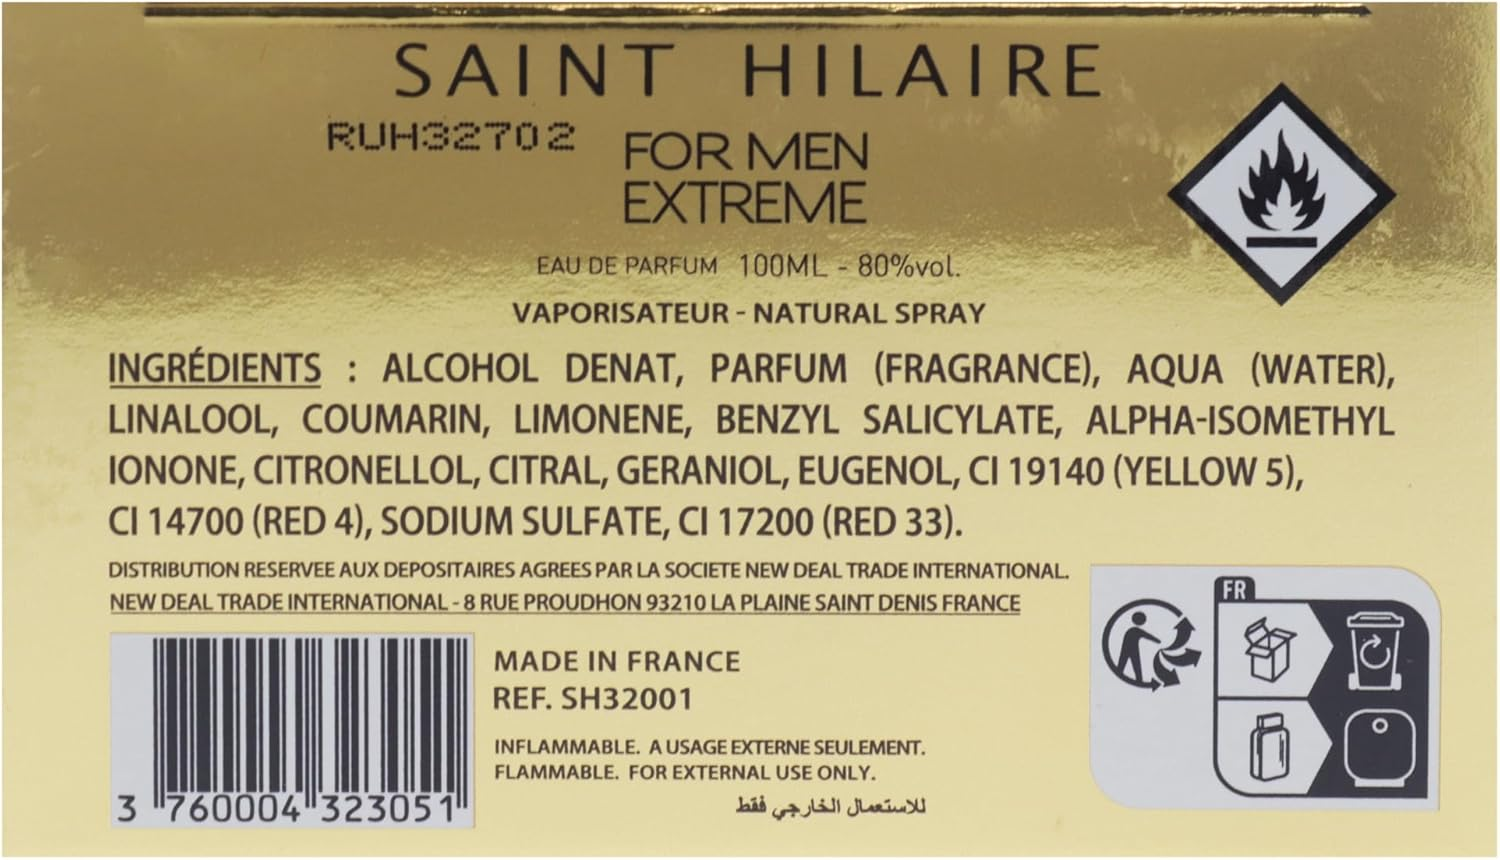 SAINT HILAIRE
RUH32702
FOR MEN
EXTREME
EAU DE PARFUM 100ML - 80%vol.
VAPORISATEUR - NATURAL SPRAY
INGRÉDIENTS : ALCOHOL DENAT, PARFUM (FRAGRANCE), AQUA (WATER),
LINALOOL, COUMARIN, LIMONENE, BENZYL SALICYLATE, ALPHA-ISOMETHYL
IONONE, CITRONELLOL, CITRAL, GERANIOL, EUGENOL, CI 19140 (YELLOW 5),
CI 14700 (RED 4), SODIUM SULFATE, CI 17200 (RED 33).
DISTRIBUTION RESERVEE AUX DEPOSITAIRES AGREES PAR LA SOCIETE NEW DEAL TRADE INTERNATIONAL.
NEW DEAL TRADE INTERNATIONAL - 8 RUE PROUDHON 93210 LA PLAINE SAINT DENIS FRANCE
FR
MADE IN FRANCE
REF. SH32001
INFLAMMABLE. A USAGE EXTERNE SEULEMENT.
FLAMMABLE. FOR EXTERNAL USE ONLY.
للاستعمال الخارجي فقط
3 760004 323051